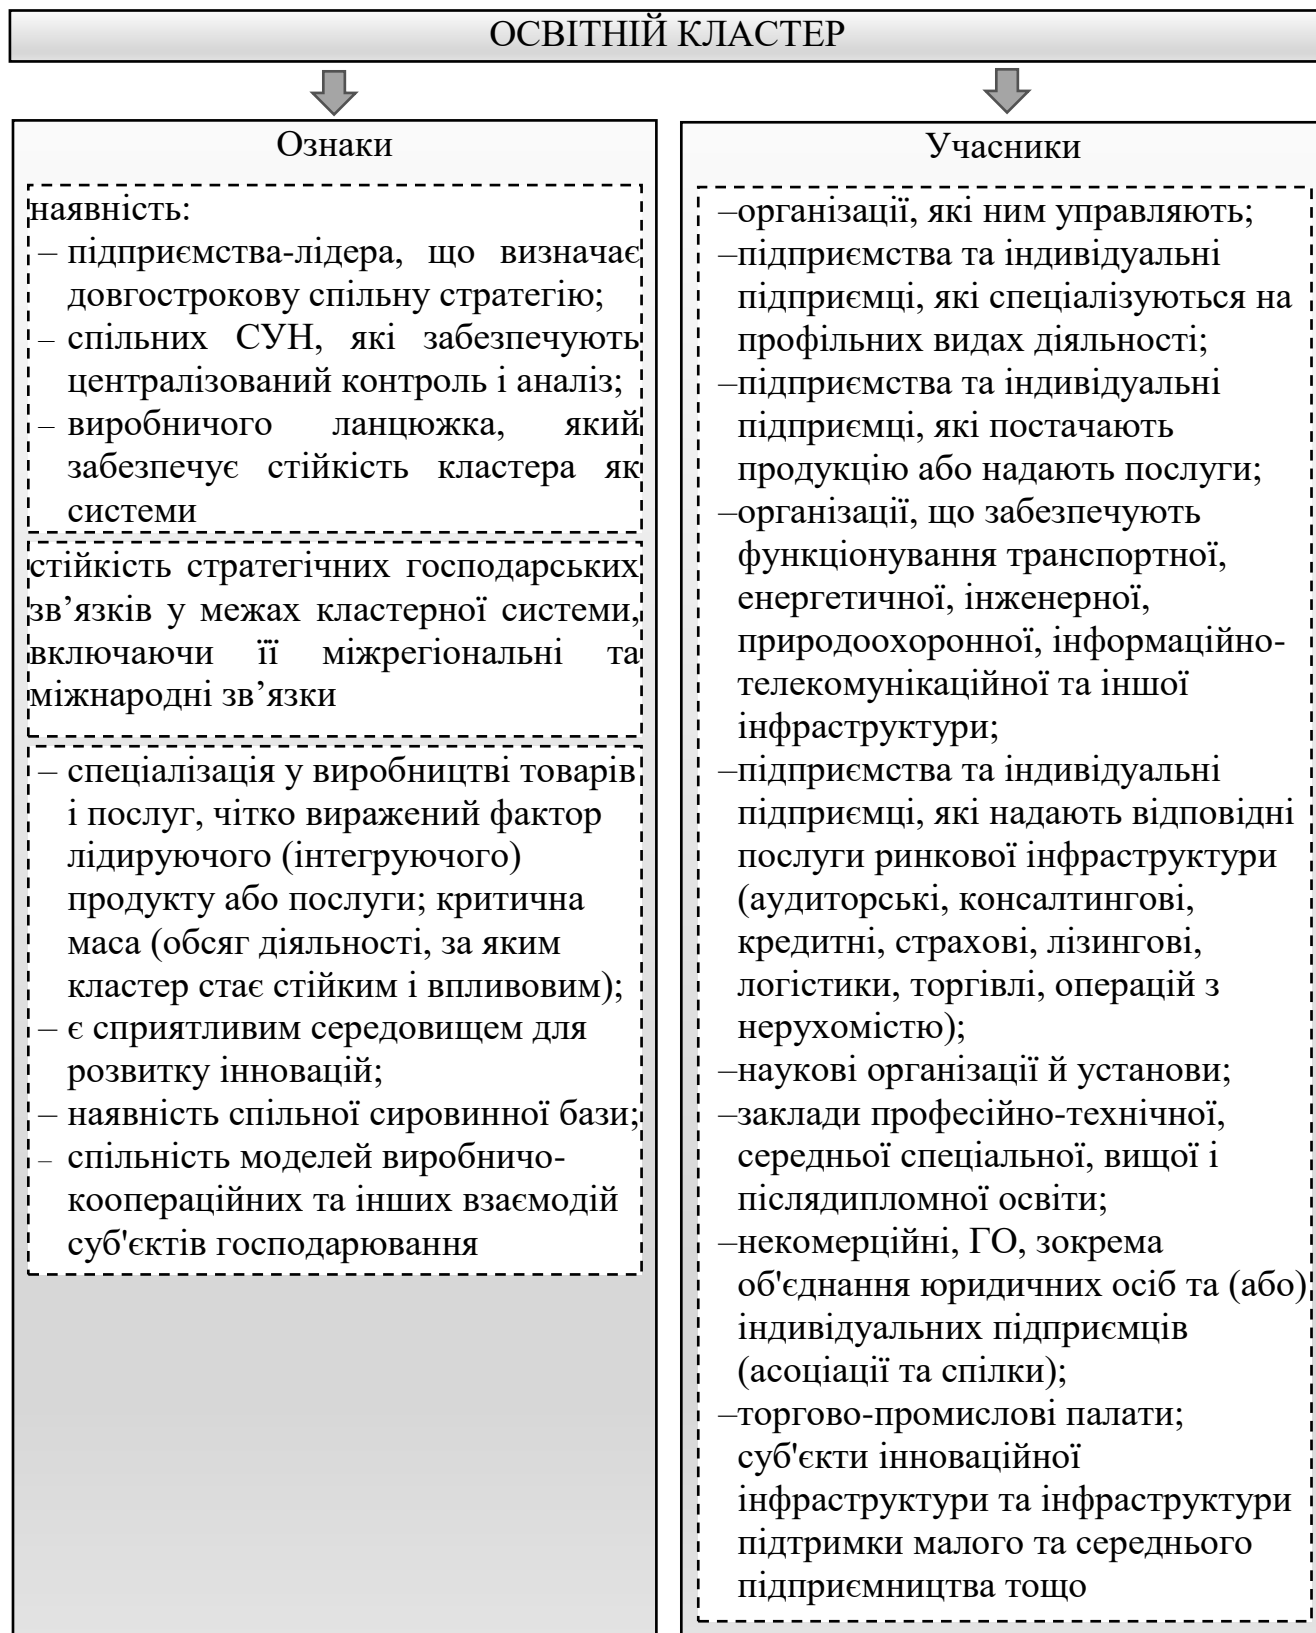 ОСВІТНІЙ КЛАСТЕР
Ознаки
наявність:
– підприємства-лідера, що визначає
довгострокову спільну стратегію;
– спільних СУН, які забезпечують
централізований контроль і аналіз;
– виробничого ланцюжка, який
забезпечує стійкість кластера як
системи
стійкість стратегічних господарських
зв’язків у межах кластерної системи,
включаючи її міжрегіональні та
міжнародні зв’язки
– спеціалізація у виробництві товарів
і послуг, чітко виражений фактор
лідируючого (інтегруючого)
продукту або послуги; критична
маса (обсяг діяльності, за яким
кластер стає стійким і впливовим);
– є сприятливим середовищем для
розвитку інновацій;
– наявність спільної сировинної бази;
– спільність моделей виробничо-
коопераційних та інших взаємодій
суб'єктів господарювання
Учасники
–організації, які ним управляють;
–підприємства та індивідуальні
підприємці, які спеціалізуються на
профільних видах діяльності;
–підприємства та індивідуальні
підприємці, які постачають
продукцію або надають послуги;
–організації, що забезпечують
функціонування транспортної,
енергетичної, інженерної,
природоохоронної, інформаційно-
телекомунікаційної та іншої
інфраструктури;
–підприємства та індивідуальні
підприємці, які надають відповідні
послуги ринкової інфраструктури
(аудиторські, консалтингові,
кредитні, страхові, лізингові,
логістики, торгівлі, операцій з
нерухомістю);
–наукові організації й установи;
–заклади професійно-технічної,
середньої спеціальної, вищої і
післядипломної освіти;
–некомерційні, ГО, зокрема
об'єднання юридичних осіб та (або)
індивідуальних підприємців
(асоціації та спілки);
–торгово-промислові палати;
суб'єкти інноваційної
інфраструктури та інфраструктури
підтримки малого та середнього
підприємництва тощо